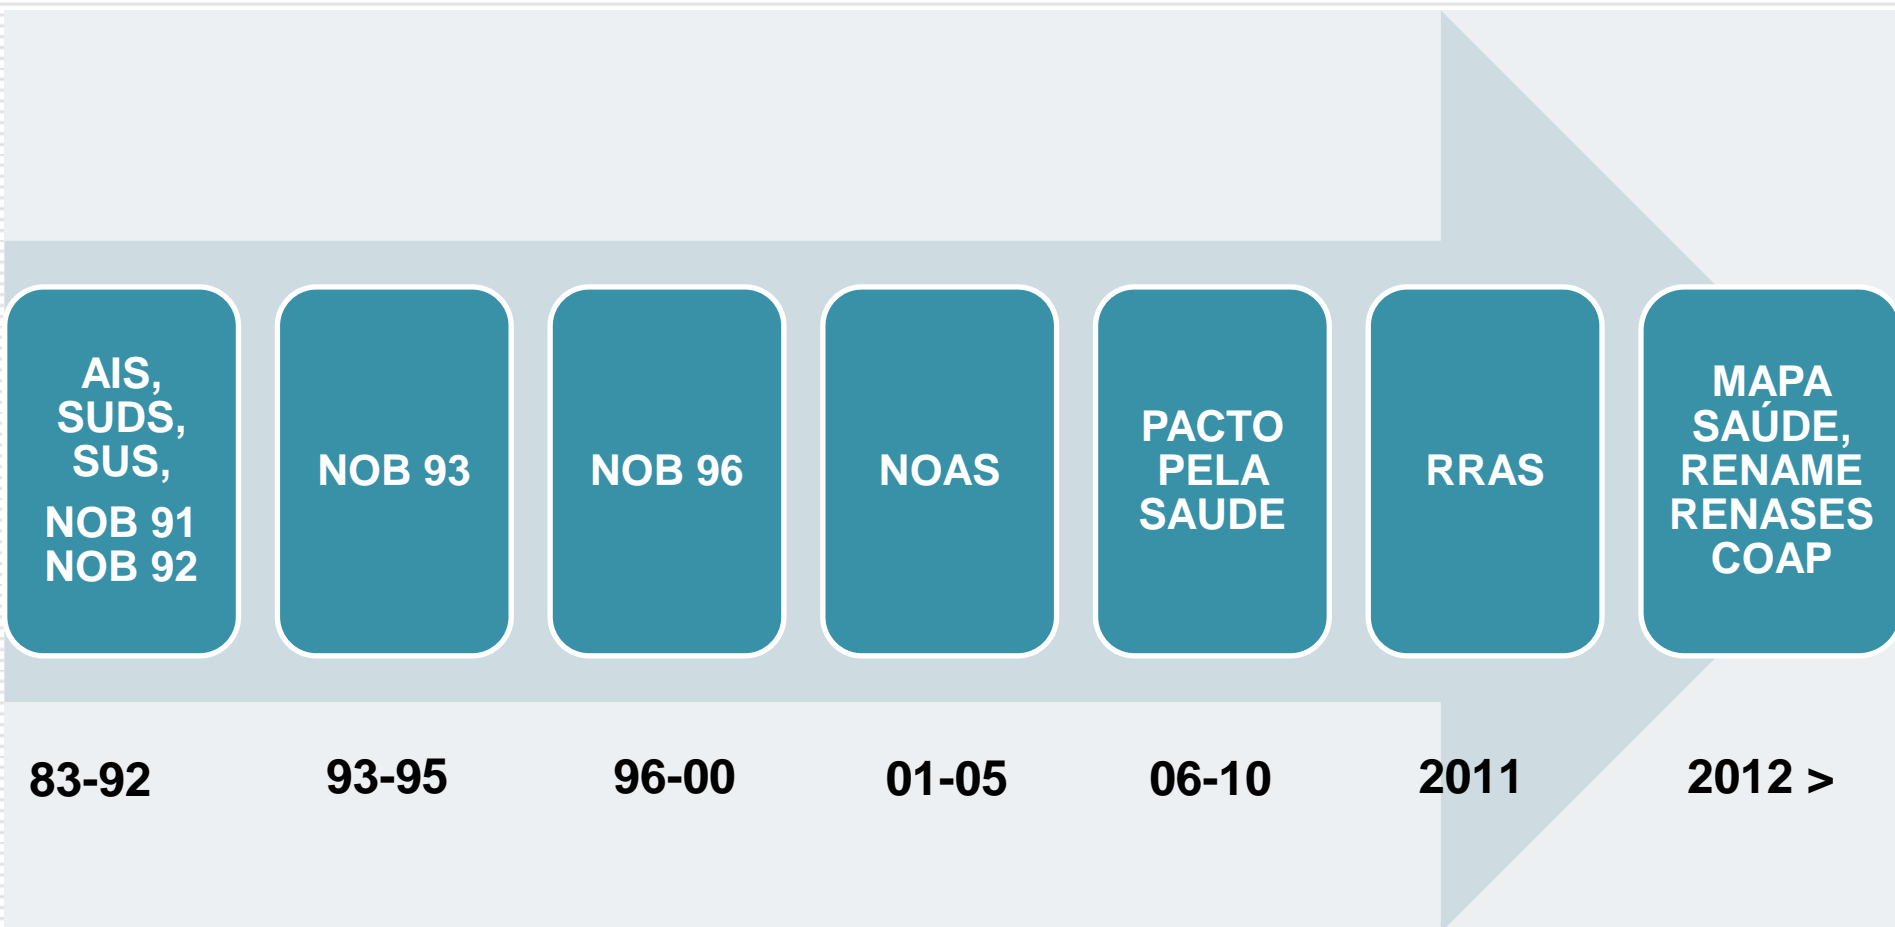 AIS,
SUDS,
SUS,
NOB 91
NOB 92
NOB 93
NOB 96
NOAS
PACTO
PELA
SAUDE
RRAS
MAPA
SAÚDE,
RENAME
RENASES
COAP
83-92
93-95
96-00
01-05
06-10
2011
2012 >